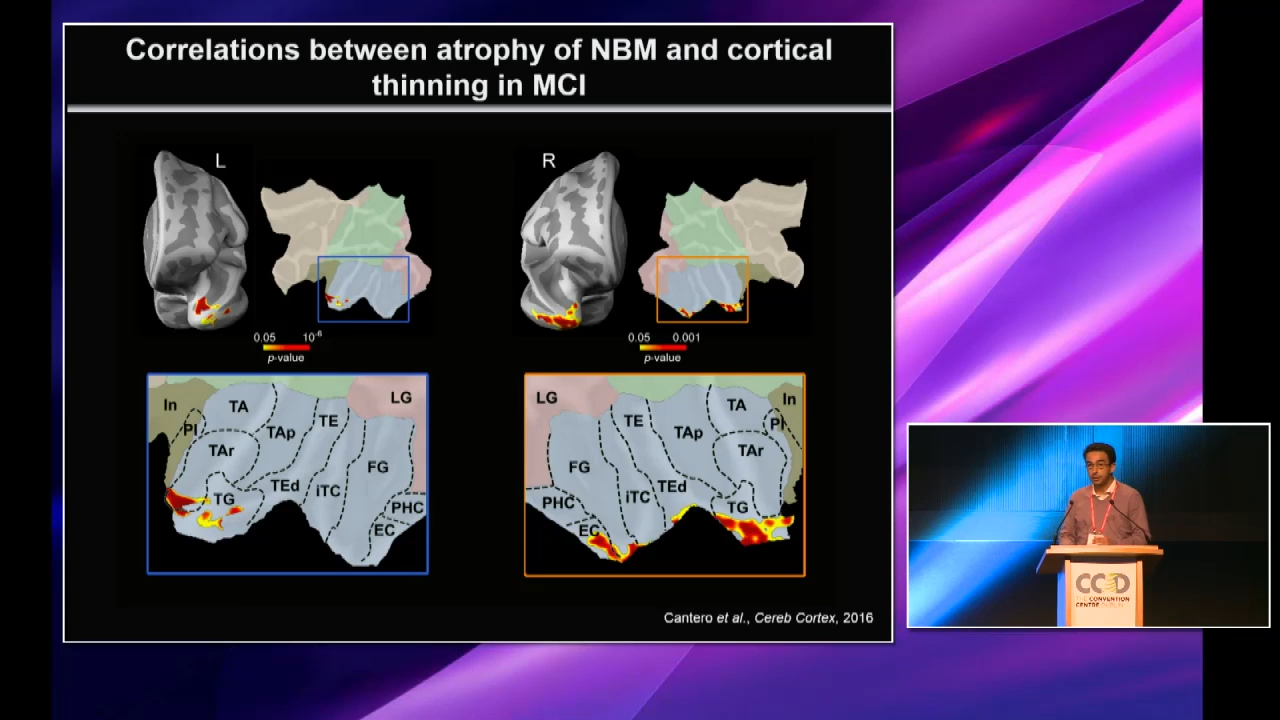 Correlations between atrophy of NBM and cortical
thinning in MCI
L
R
0.05 10⁻⁶
p-value
0.05 0.001
p-value
In
PI
TA
TAr
TAp
TE
LG
TG
TEd
iTC
FG
PHC
EC
LG
TE
TA
In
PI
TAp
TAr
FG
TEd
iTC
TG
PHC
EC
Cantero et al., Cereb Cortex, 2016
CCD
THE CONVENTION
CENTRE DUBLIN